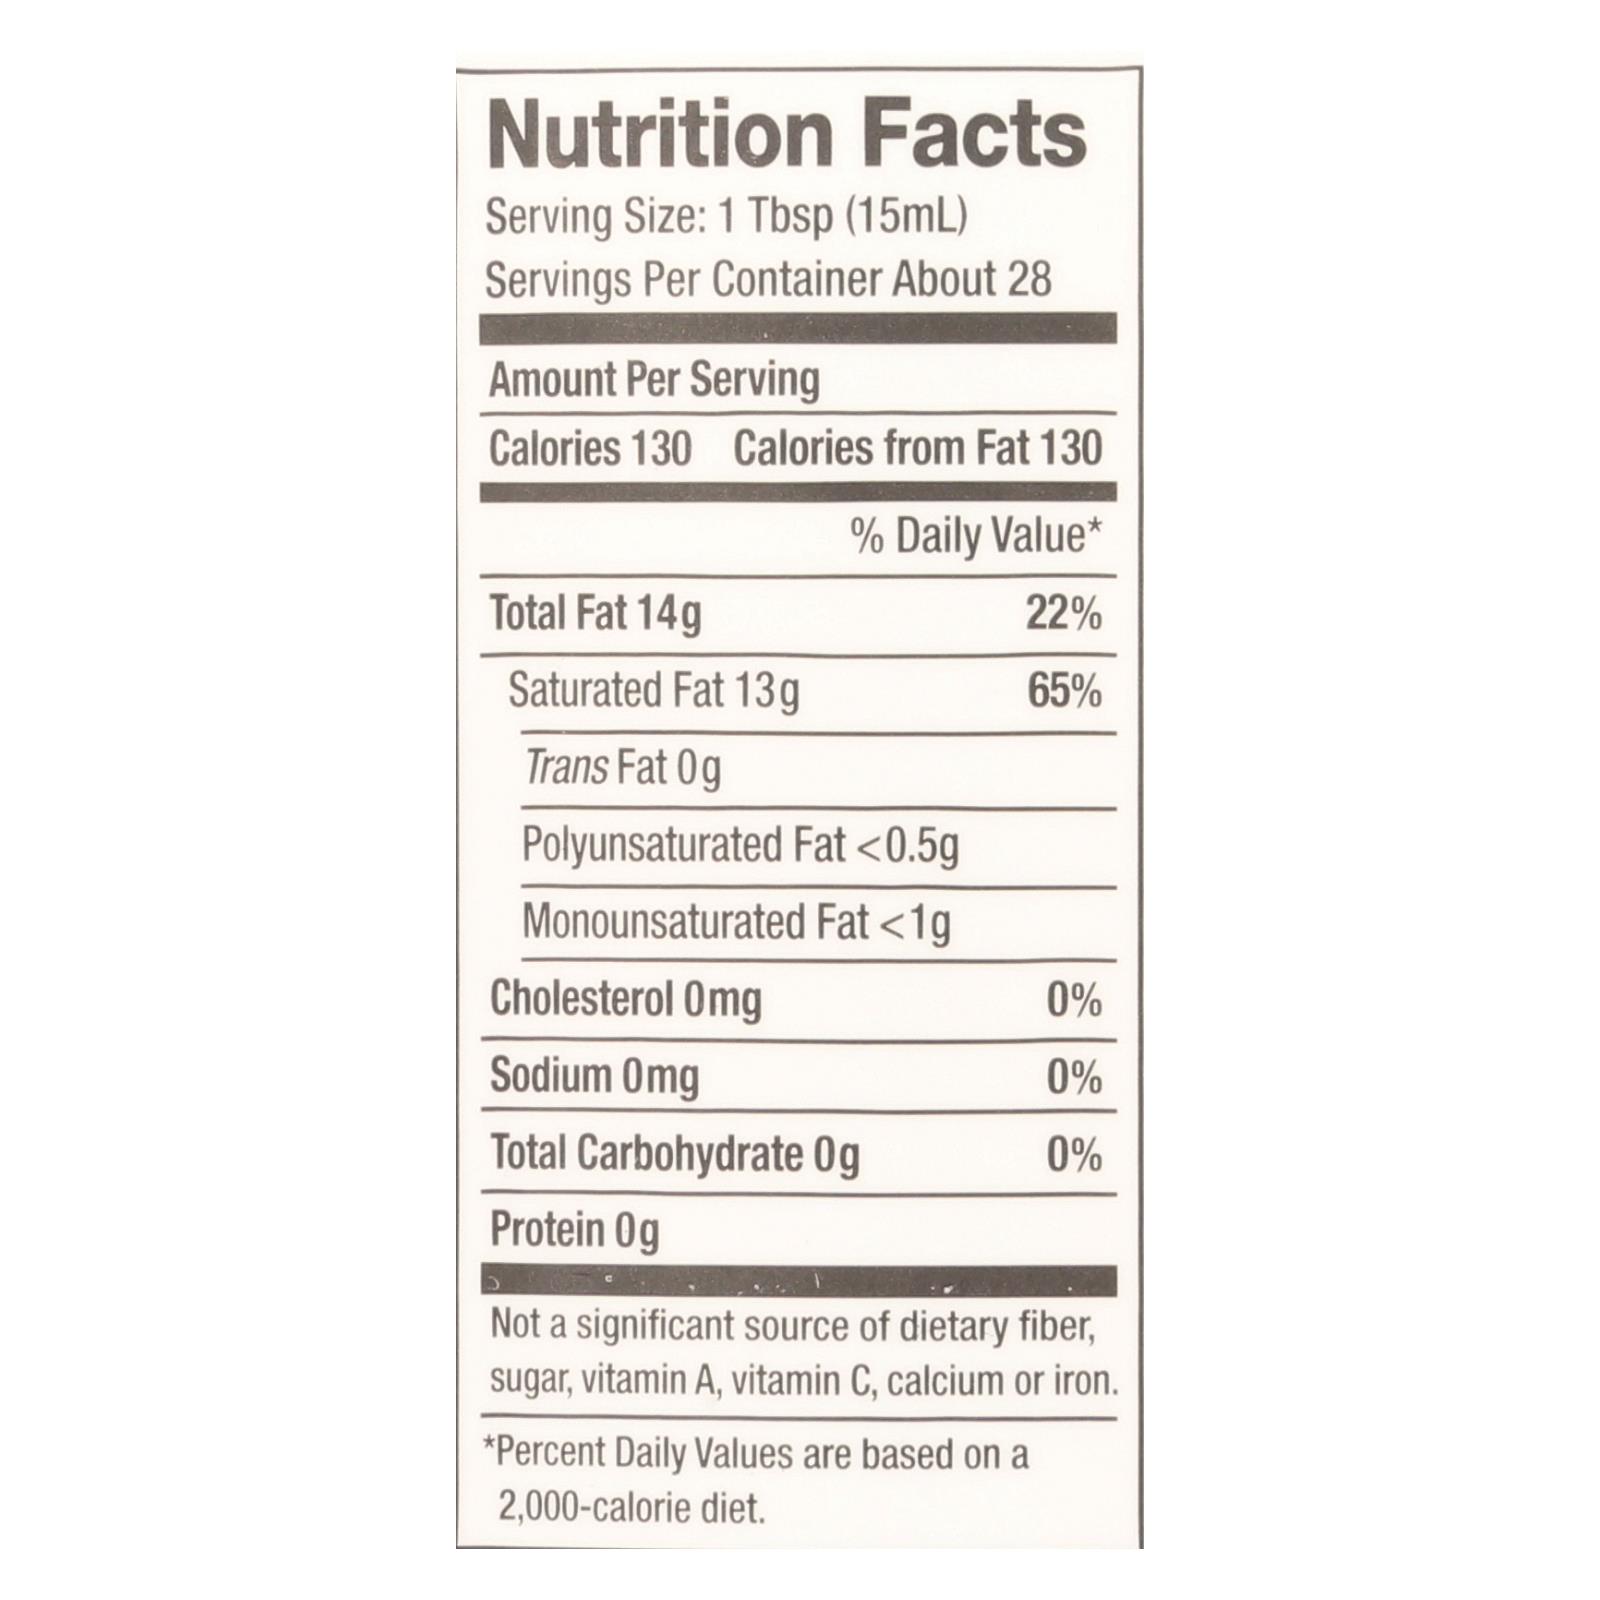 Nutrition Facts
Serving Size: 1 Tbsp (15mL)
Servings Per Container About 28
Amount Per Serving
Calories 130 Calories from Fat 130
% Daily Value*
Total Fat 14g 22%
Saturated Fat 13g 65%
Trans Fat 0g
Polyunsaturated Fat <0.5g
Monounsaturated Fat <1g
Cholesterol 0mg 0%
Sodium 0mg 0%
Total Carbohydrate 0g 0%
Protein 0g
Not a significant source of dietary fiber,
sugar, vitamin A, vitamin C, calcium or iron.
*Percent Daily Values are based on a
2,000-calorie diet.